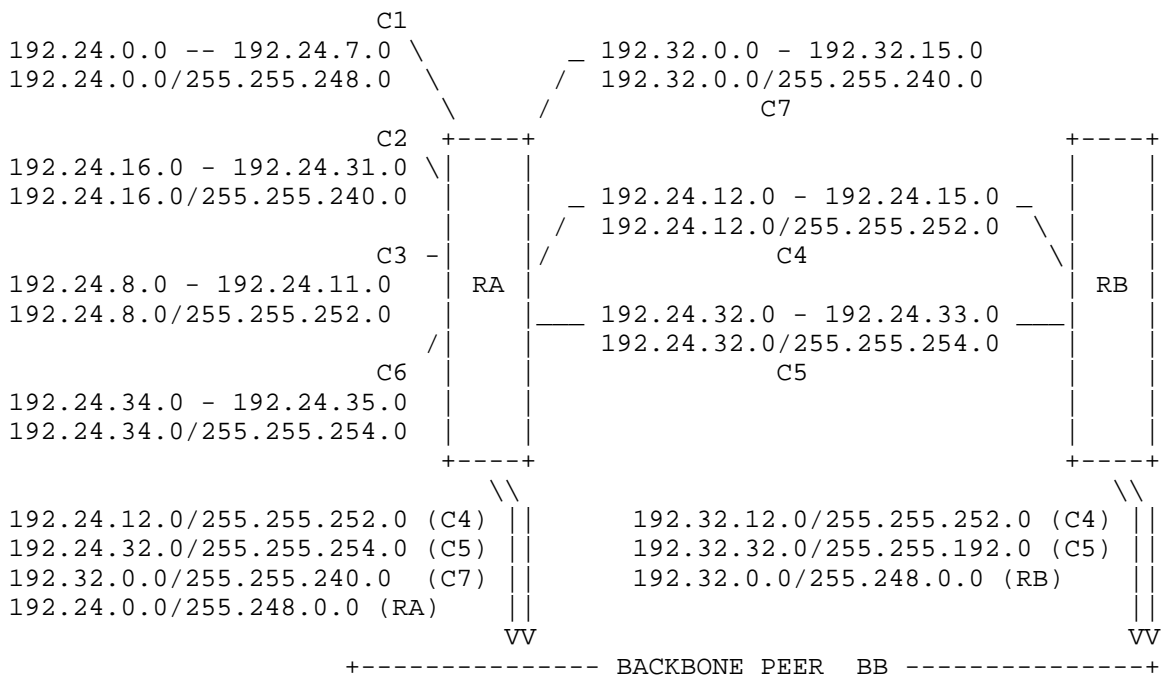 C1
192.24.0.0 -- 192.24.7.0 \ _ 192.32.0.0 - 192.32.15.0
192.24.0.0/255.255.248.0 \ / 192.32.0.0/255.255.240.0
\ / C7
C2 +----+ +----+
192.24.16.0 - 192.24.31.0 \| | | |
192.24.16.0/255.255.240.0 | | _ 192.24.12.0 - 192.24.15.0 _ | |
| | / 192.24.12.0/255.255.252.0 \ | |
C3 -| |/ C4 \| |
192.24.8.0 - 192.24.11.0 | RA | | RB |
192.24.8.0/255.255.252.0 | |___ 192.24.32.0 - 192.24.33.0 ___| |
/| | 192.24.32.0/255.255.254.0 | |
C6 | | C5 | |
192.24.34.0 - 192.24.35.0 | | | |
192.24.34.0/255.255.254.0 | | | |
+----+ +----+
\\ \\
192.24.12.0/255.255.252.0 (C4) || 192.32.12.0/255.255.252.0 (C4) ||
192.24.32.0/255.255.254.0 (C5) || 192.32.32.0/255.255.192.0 (C5) ||
192.32.0.0/255.255.240.0 (C7) || 192.32.0.0/255.248.0.0 (RB) ||
192.24.0.0/255.248.0.0 (RA) || ||
VV VV
+--------------- BACKBONE PEER BB ---------------+